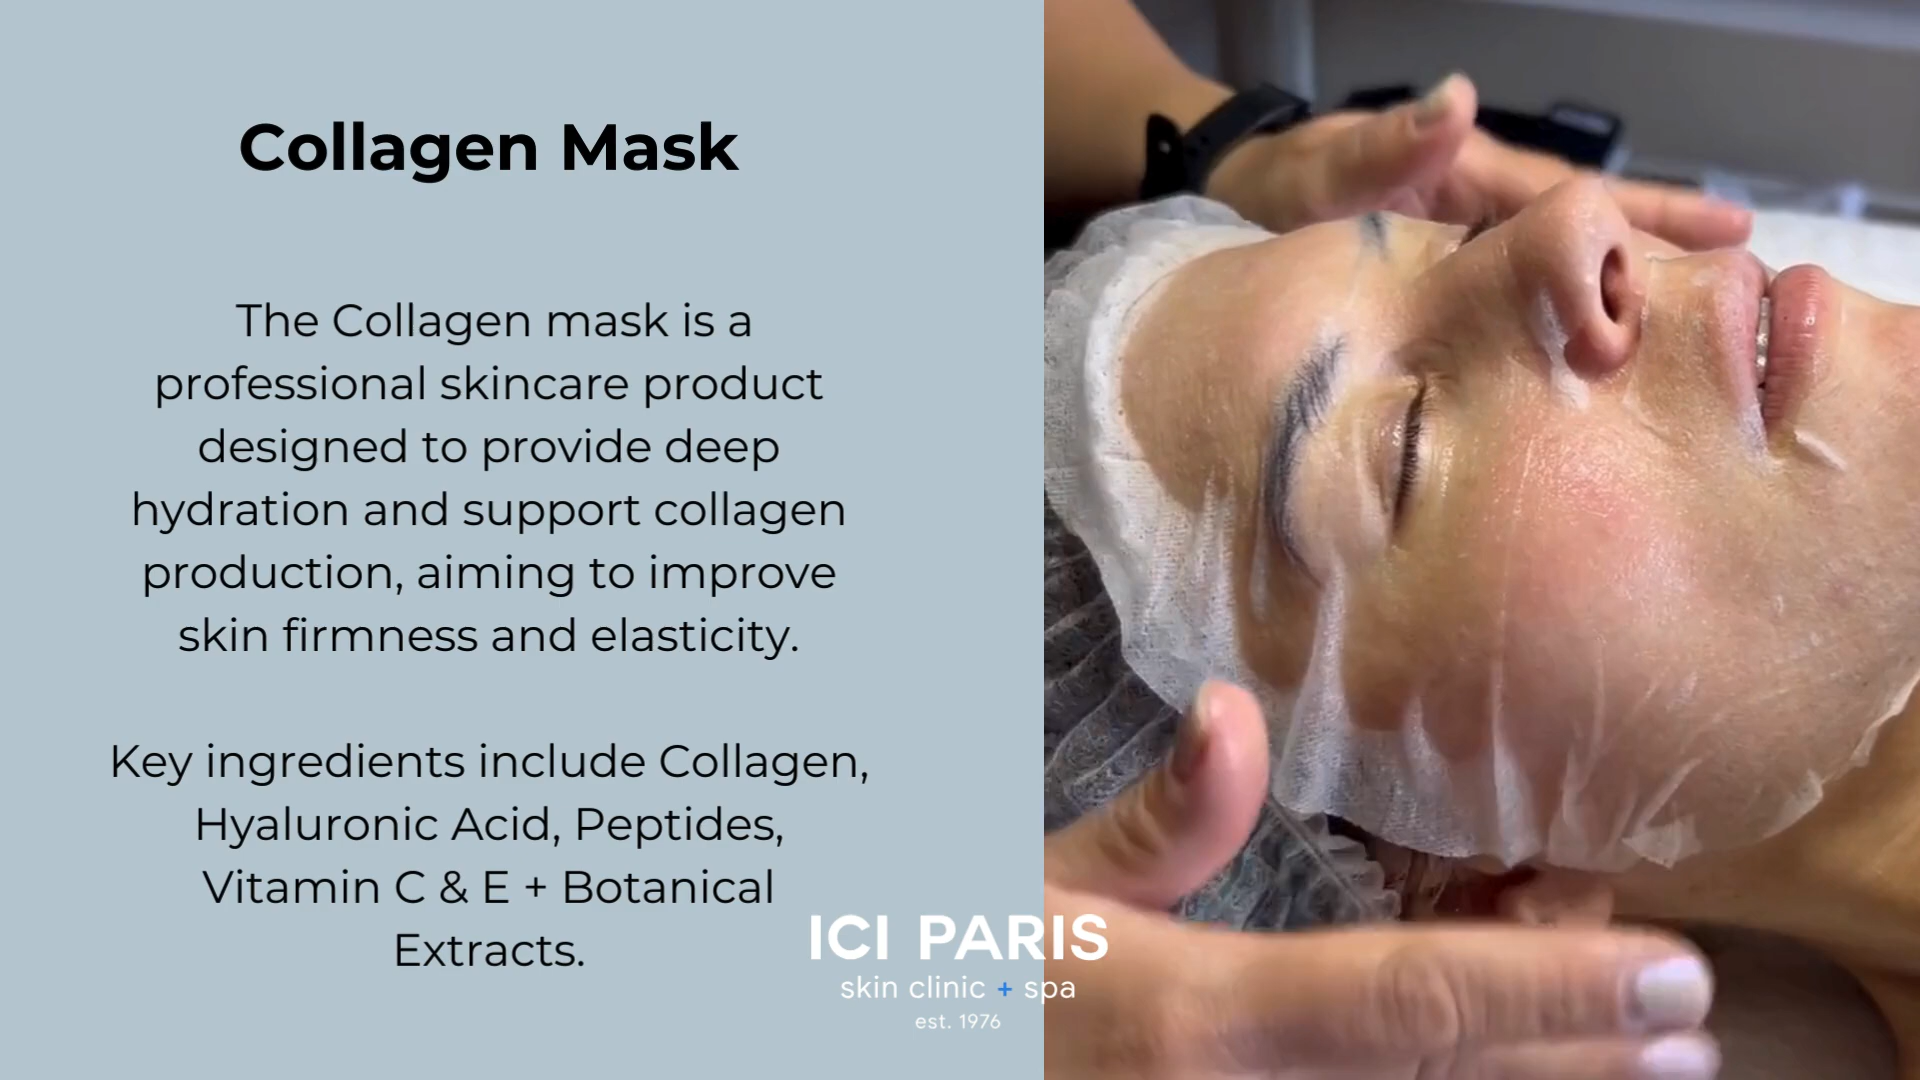 Collagen Mask
The Collagen mask is a
professional skincare product
designed to provide deep
hydration and support collagen
production, aiming to improve
skin firmness and elasticity.
Key ingredients include Collagen,
Hyaluronic Acid, Peptides,
Vitamin C & E + Botanical
Extracts.
ICI PARIS
skin clinic + spa
est. 1976